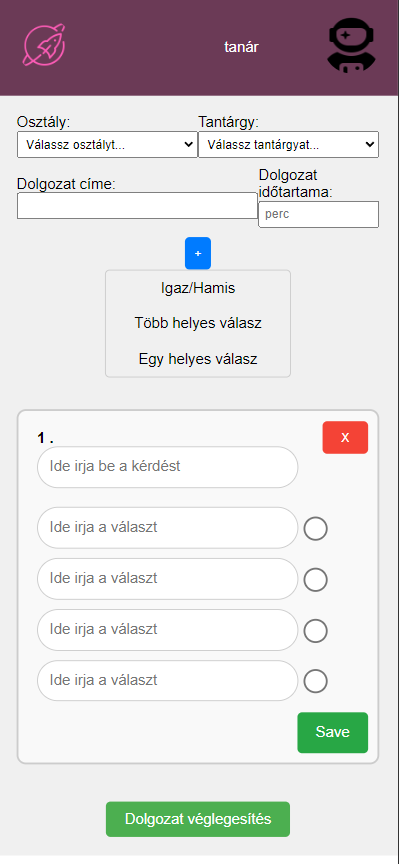 tanár
Osztály:
Tantárgy:
Válassz osztályt...
Válassz tantárgyat...
Dolgozat címe:
Dolgozat
időtartama:
perc
+
Igaz/Hamis
Több helyes válasz
Egy helyes válasz
1 .
X
Ide irja be a kérdést
Ide irja a választ
Ide irja a választ
Ide irja a választ
Ide irja a választ
Save
Dolgozat véglegesítés